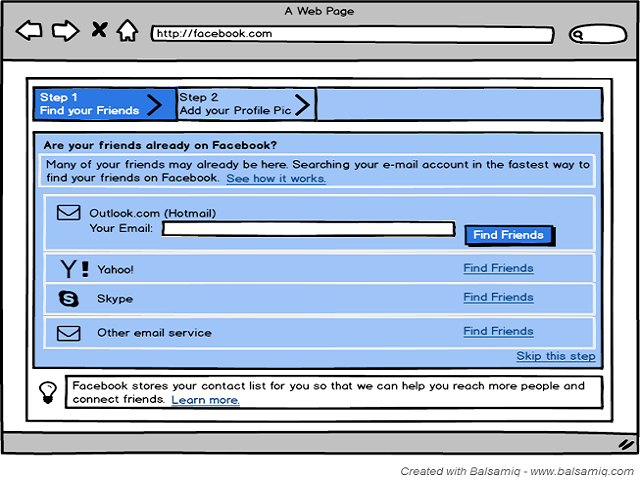 A Web Page
http://facebook.com
Step 1
Find your Friends
Step 2
Add your Profile Pic
Are your friends already on Facebook?
Many of your friends may already be here. Searching your e-mail account in the fastest way to
find your friends on Facebook. See how it works.
Outlook.com (Hotmail)
Your Email:
Find Friends
Y! Yahoo! Find Friends
S Skype Find Friends
Other email service Find Friends
Skip this step
Facebook stores your contact list for you so that we can help you reach more people and
connect friends. Learn more.
Created with Balsamiq - www.balsamiq.com